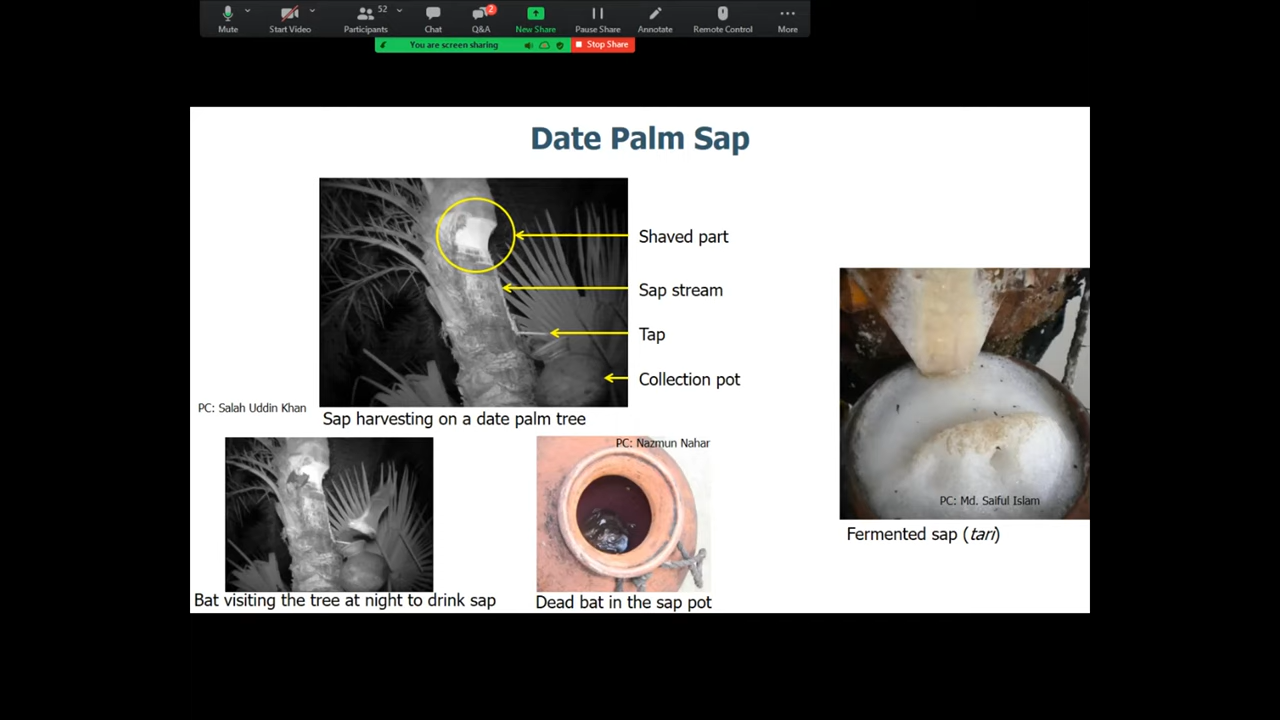 Mute
Start Video
52
Participants
Chat
2
Q&A
New Share
Pause Share
Annotate
Remote Control
More
You are screen sharing
Stop Share
Date Palm Sap
Shaved part
Sap stream
Tap
Collection pot
PC: Salah Uddin Khan
Sap harvesting on a date palm tree
PC: Nazmun Nahar
PC: Md. Saiful Islam
Fermented sap (tari)
Bat visiting the tree at night to drink sap
Dead bat in the sap pot